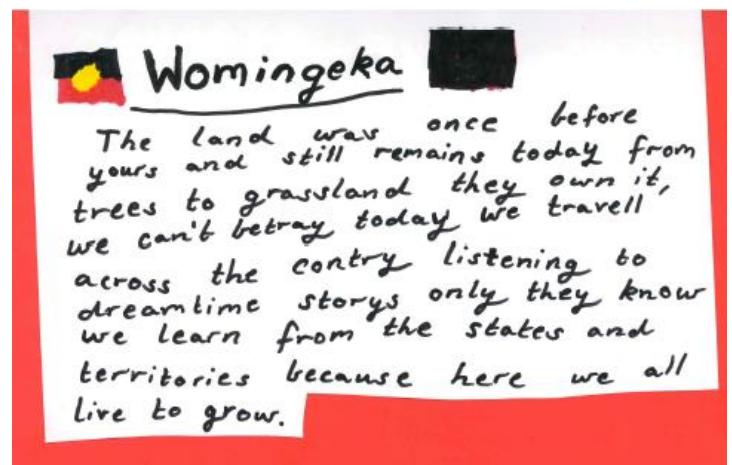 Womingeka
The land was once before
yours and still remains today from
trees to grassland they own it,
we can't betray today we travell
across the contry listening to
dreamtime storys only they know
we learn from the states and
territories because here we all
live to grow.